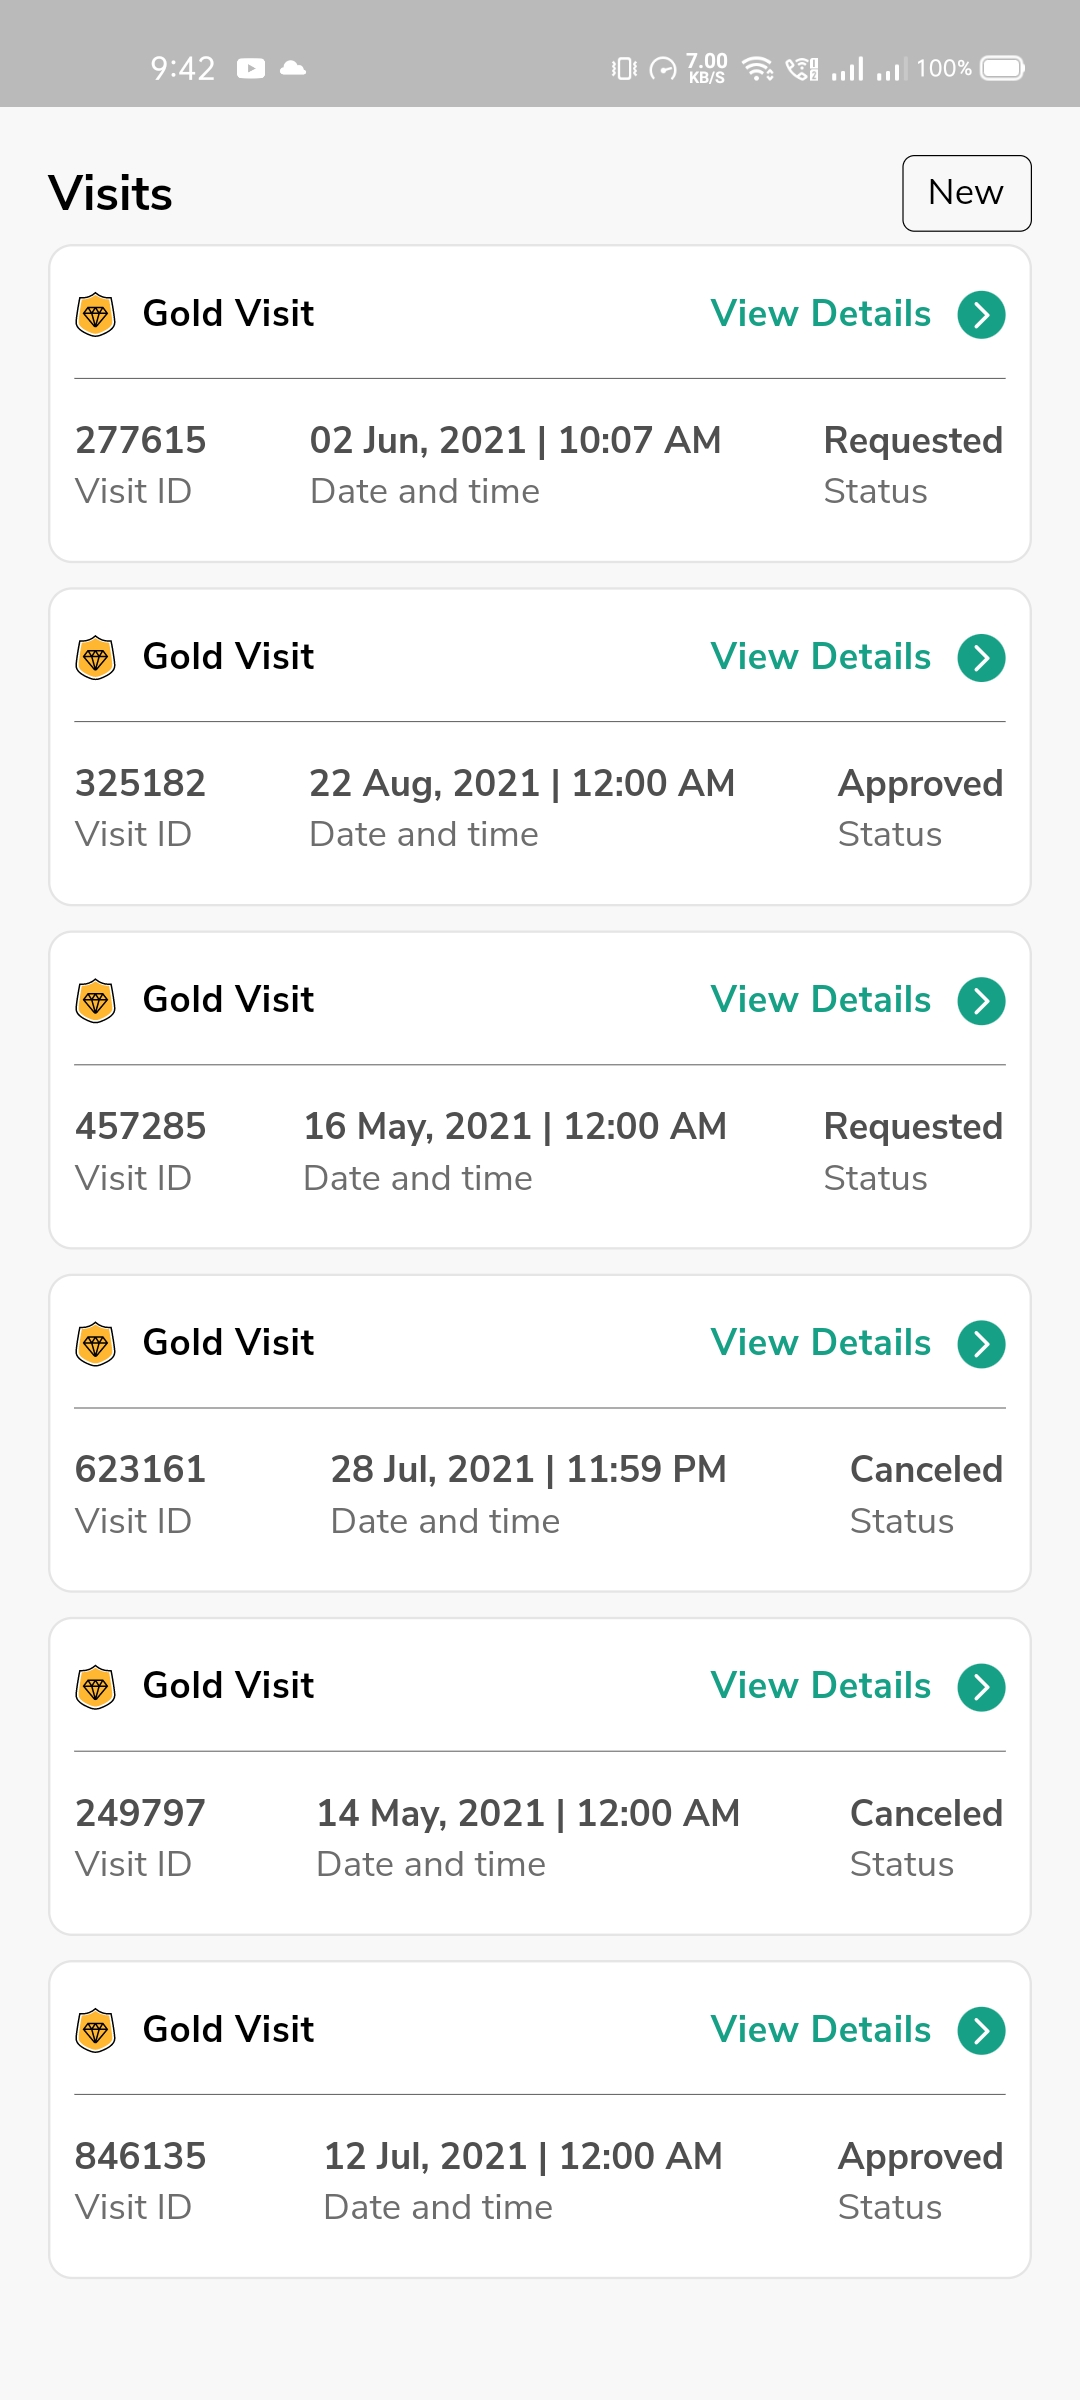 9:42 7.00 KB/S 100%
Visits New
Gold Visit View Details
277615 02 Jun, 2021 | 10:07 AM Requested
Visit ID Date and time Status
Gold Visit View Details
325182 22 Aug, 2021 | 12:00 AM Approved
Visit ID Date and time Status
Gold Visit View Details
457285 16 May, 2021 | 12:00 AM Requested
Visit ID Date and time Status
Gold Visit View Details
623161 28 Jul, 2021 | 11:59 PM Canceled
Visit ID Date and time Status
Gold Visit View Details
249797 14 May, 2021 | 12:00 AM Canceled
Visit ID Date and time Status
Gold Visit View Details
846135 12 Jul, 2021 | 12:00 AM Approved
Visit ID Date and time Status